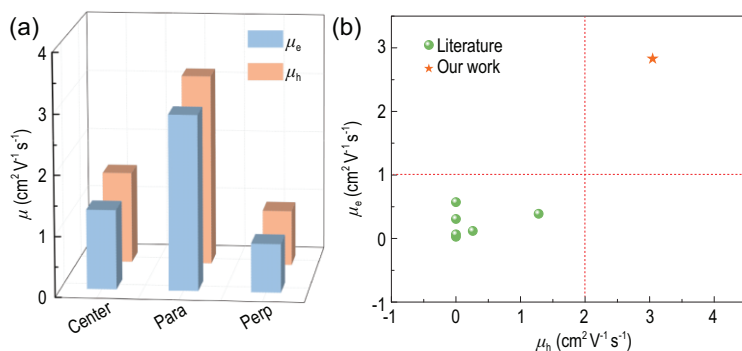 (a)
μe
μh
4
3
2
1
0
μ (cm² V⁻¹ s⁻¹)
Center
Para
Perp
(b)
Literature
Our work
3
2
1
0
-1
μe (cm² V⁻¹ s⁻¹)
-1
0
1
2
3
4
μh (cm² V⁻¹ s⁻¹)